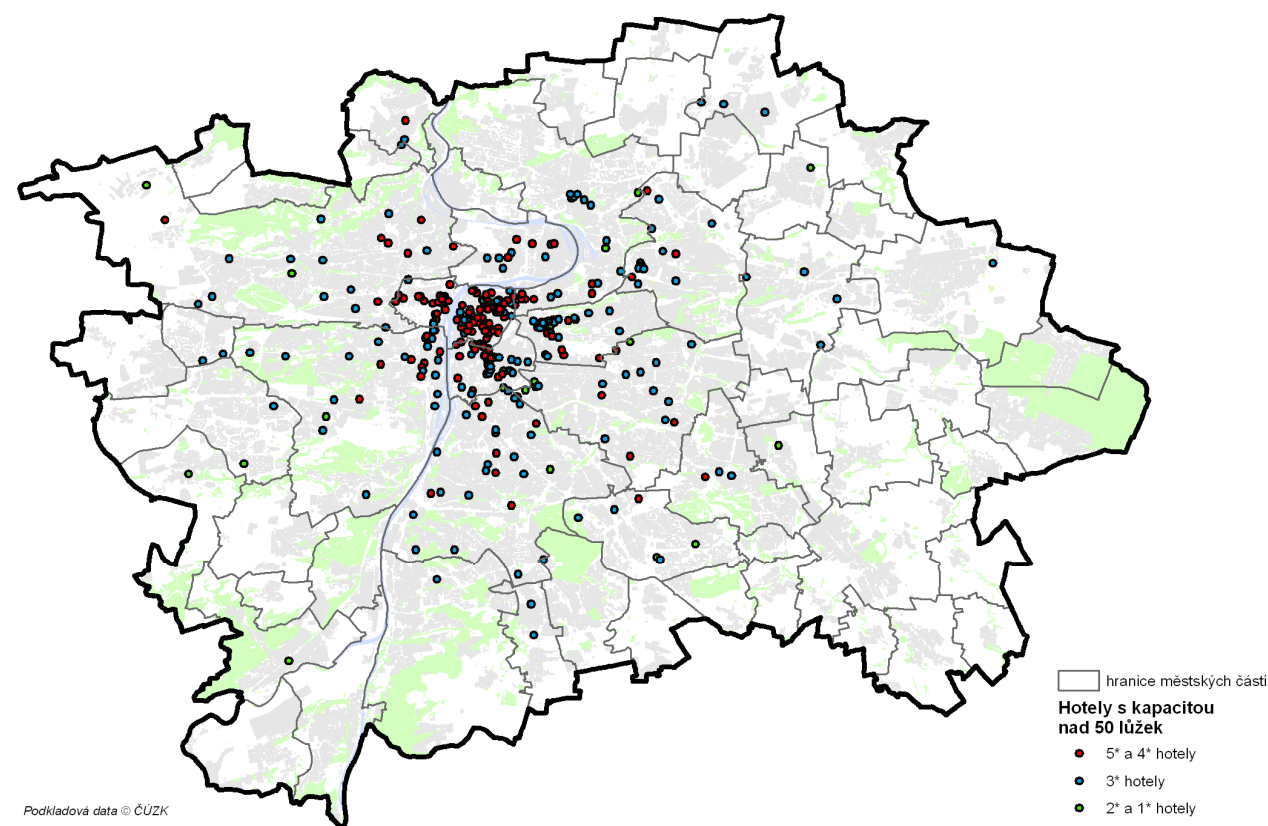 hranice městských částí
Hotely s kapacitou
nad 50 lůžek
5* a 4* hotely
3* hotely
2* a 1* hotely
Podkladová data © ČÚZK